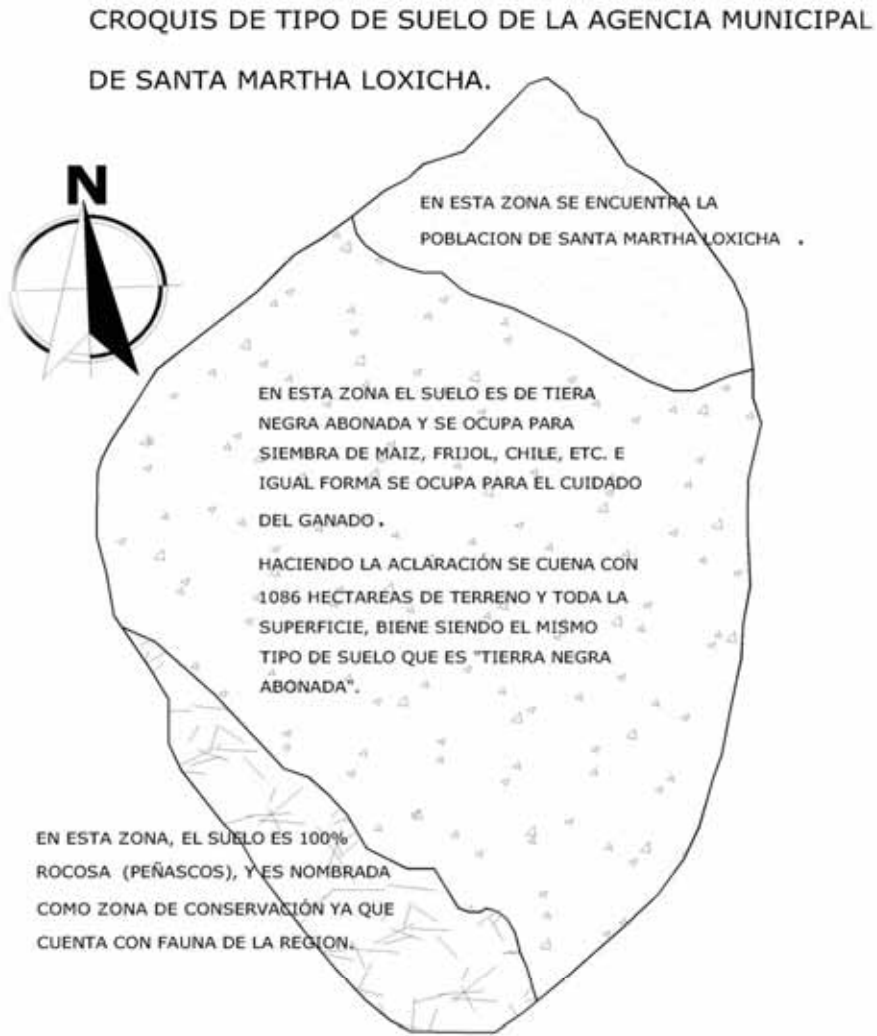 CROQUIS DE TIPO DE SUELO DE LA AGENCIA MUNICIPAL
DE SANTA MARTHA LOXICHA.
N
EN ESTA ZONA SE ENCUENTRA LA
POBLACION DE SANTA MARTHA LOXICHA .
EN ESTA ZONA EL SUELO ES DE TIERA
NEGRA ABONADA Y SE OCUPA PARA
SIEMBRA DE MAIZ, FRIJOL, CHILE, ETC. E
IGUAL FORMA SE OCUPA PARA EL CUIDADO
DEL GANADO .
HACIENDO LA ACLARACIÓN SE CUENA CON
1086 HECTAREAS DE TERRENO Y TODA LA
SUPERFICIE, BIENE SIENDO EL MISMO
TIPO DE SUELO QUE ES "TIERRA NEGRA
ABONADA".
EN ESTA ZONA, EL SUELO ES 100%
ROCOSA (PEÑASCOS), Y ES NOMBRADA
COMO ZONA DE CONSERVACIÓN YA QUE
CUENTA CON FAUNA DE LA REGION.